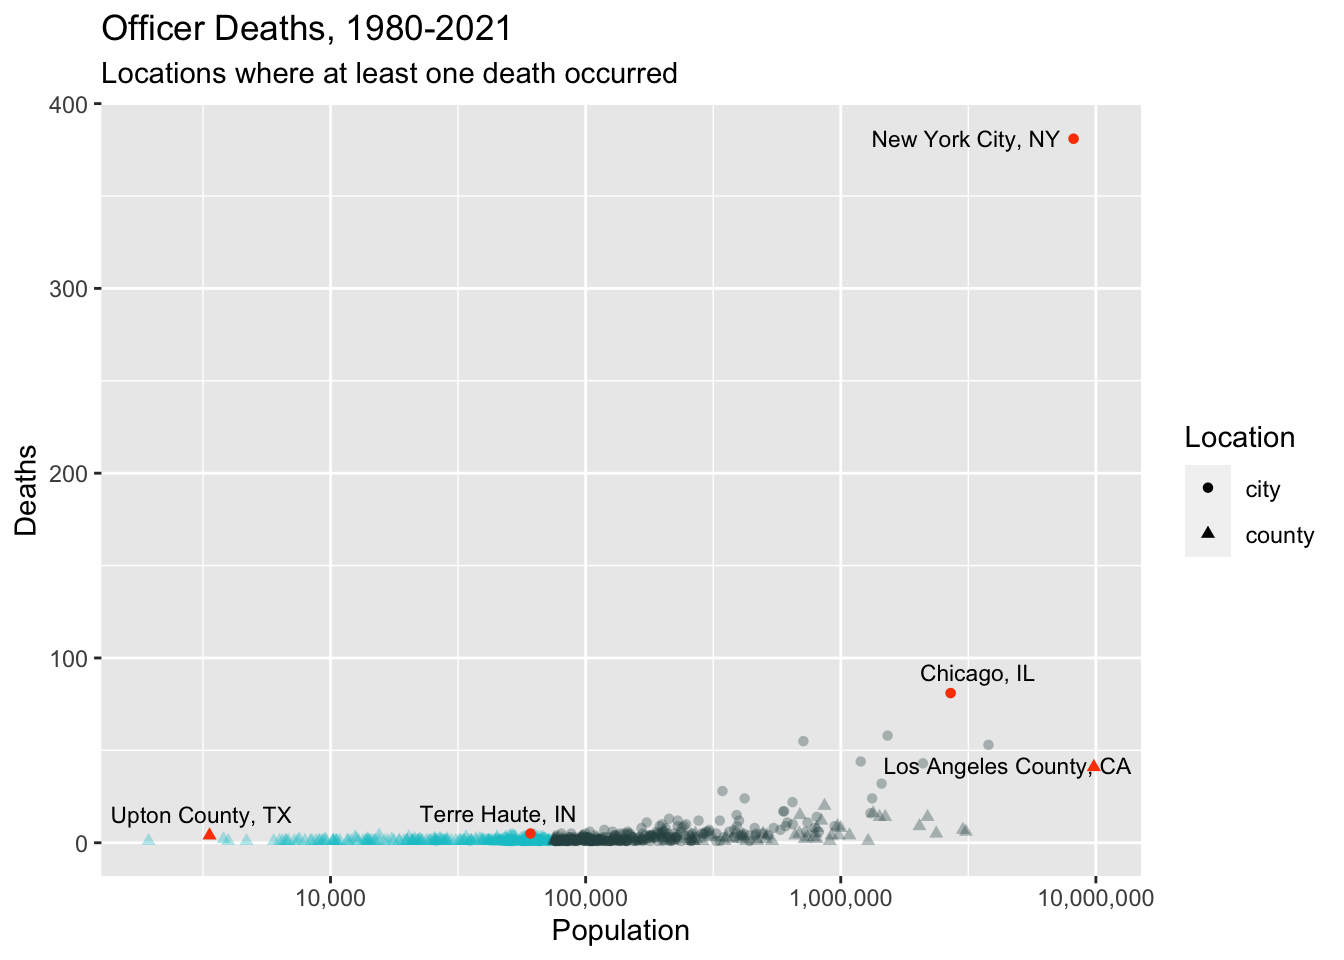 Officer Deaths, 1980-2021
Locations where at least one death occurred
400
New York City, NY
300
Location
city
Deaths
200
county
100
Chicago, IL
Los Angeles County, CA
Upton County, TX
Terre Haute, IN
0
10,000
100,000
1,000,000
10,000,000
Population